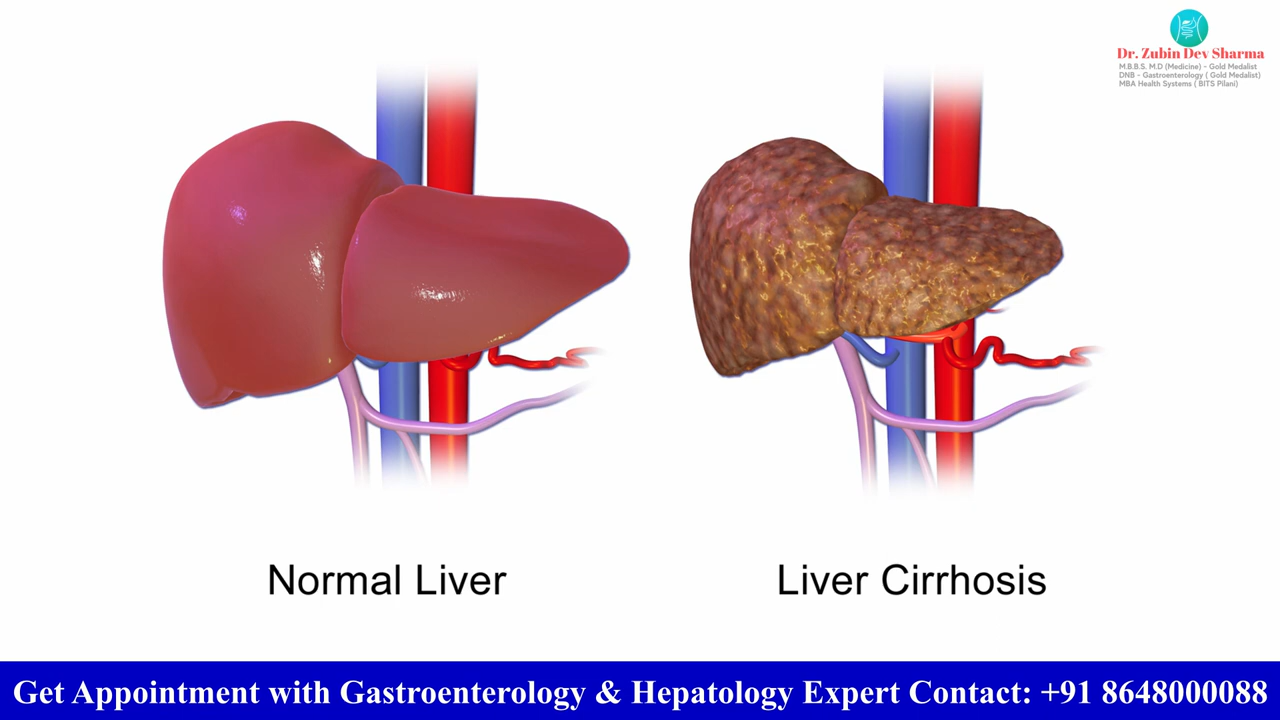 Dr. Zubin Dev Sharma
M.B.B.S. M.D (Medicine) - Gold Medalist
DNB - Gastroenterology ( Gold Medalist)
MBA Health Systems ( BITS Pilani)
Normal Liver
Liver Cirrhosis
Get Appointment with Gastroenterology & Hepatology Expert Contact: +91 8648000088